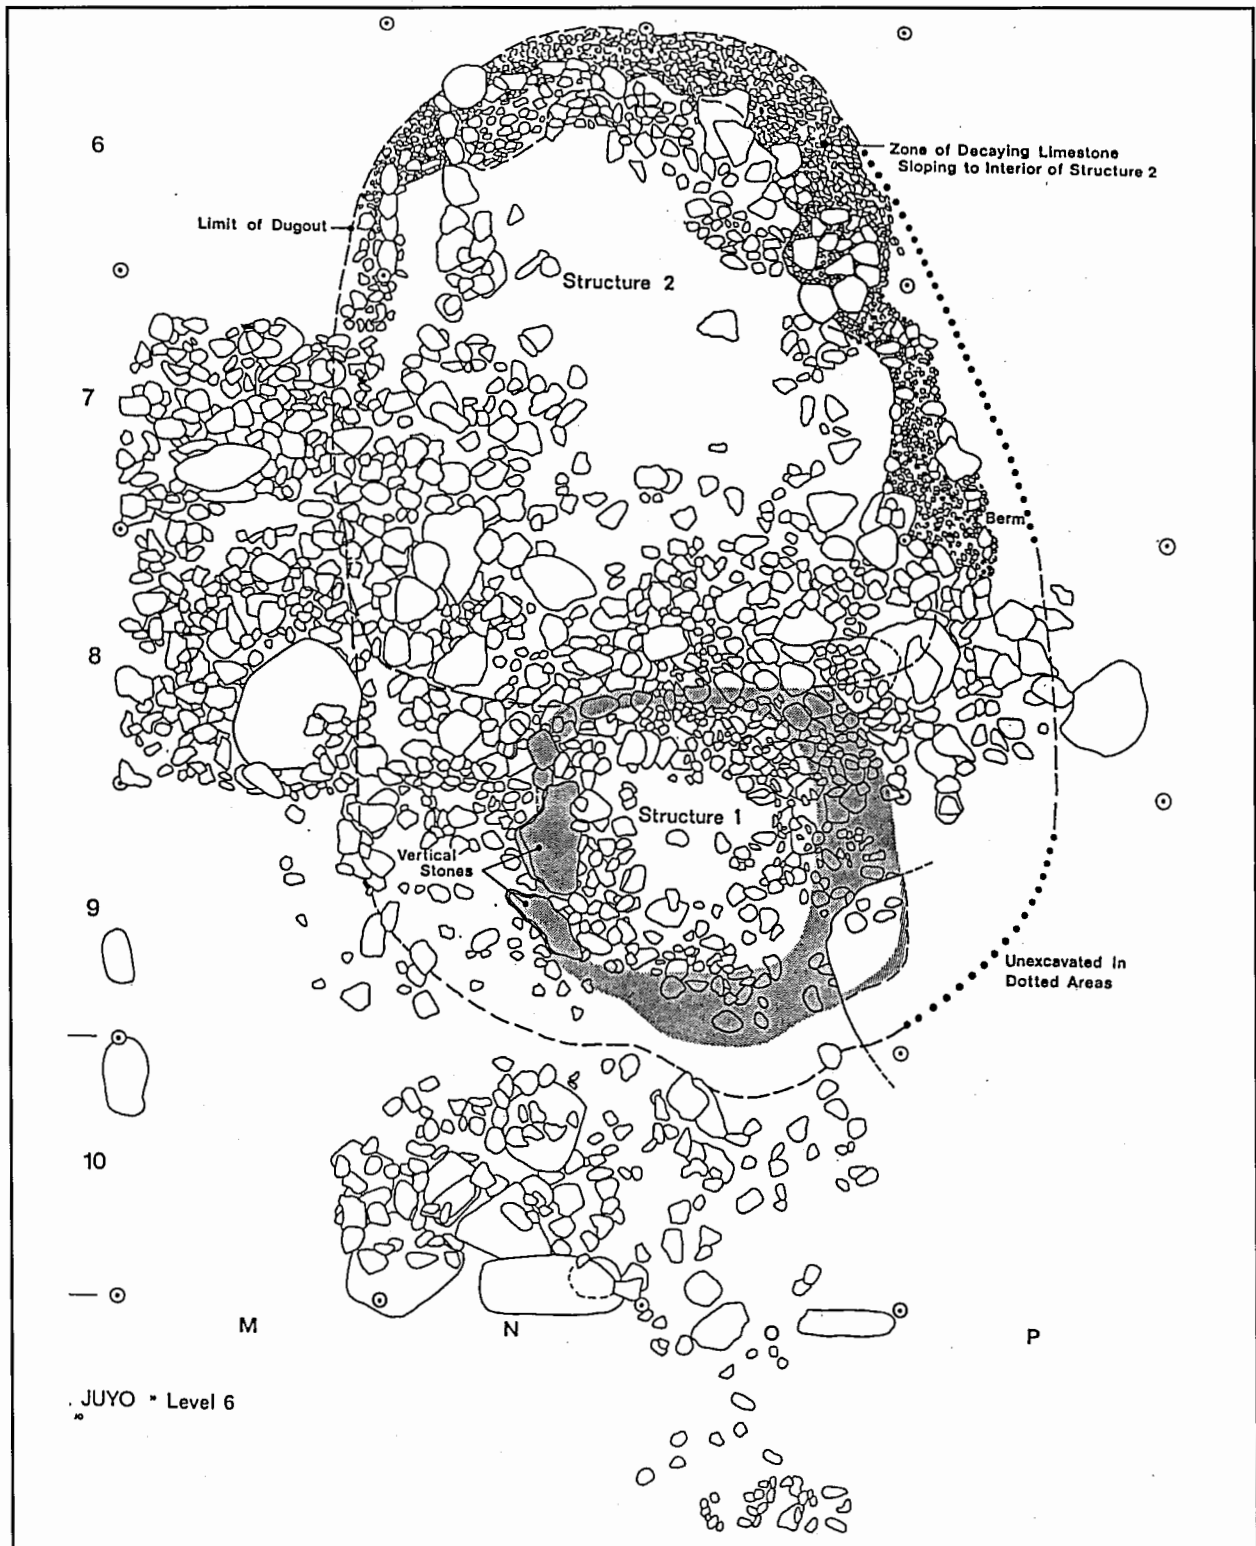 6
Zone of Decaying Limestone
Sloping to Interior of Structure 2
Limit of Dugout
Structure 2
7
Berm
8
Structure 1
Vertical
Stones
9
Unexcavated in
Dotted Areas
10
M
N
O
P
JUYO
Level 6